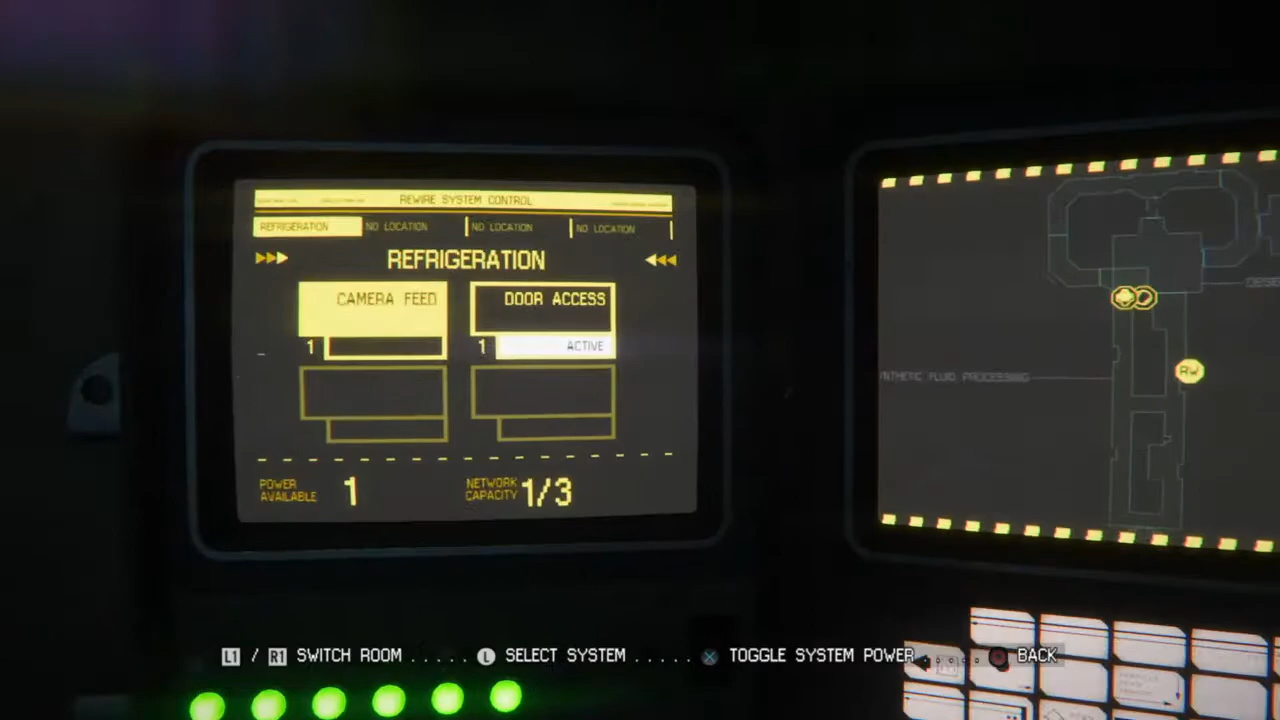 REWIRE SYSTEM CONTROL
REFRIGERATION NO LOCATION NO LOCATION NO LOCATION
REFRIGERATION
CAMERA FEED DOOR ACCESS
1 1 ACTIVE
POWER AVAILABLE 1 NETWORK CAPACITY 1/3
RW
NTHETIC FLUID PROCESSING
L1 / R1 SWITCH ROOM ..... L SELECT SYSTEM ..... TOGGLE SYSTEM POWER BACK